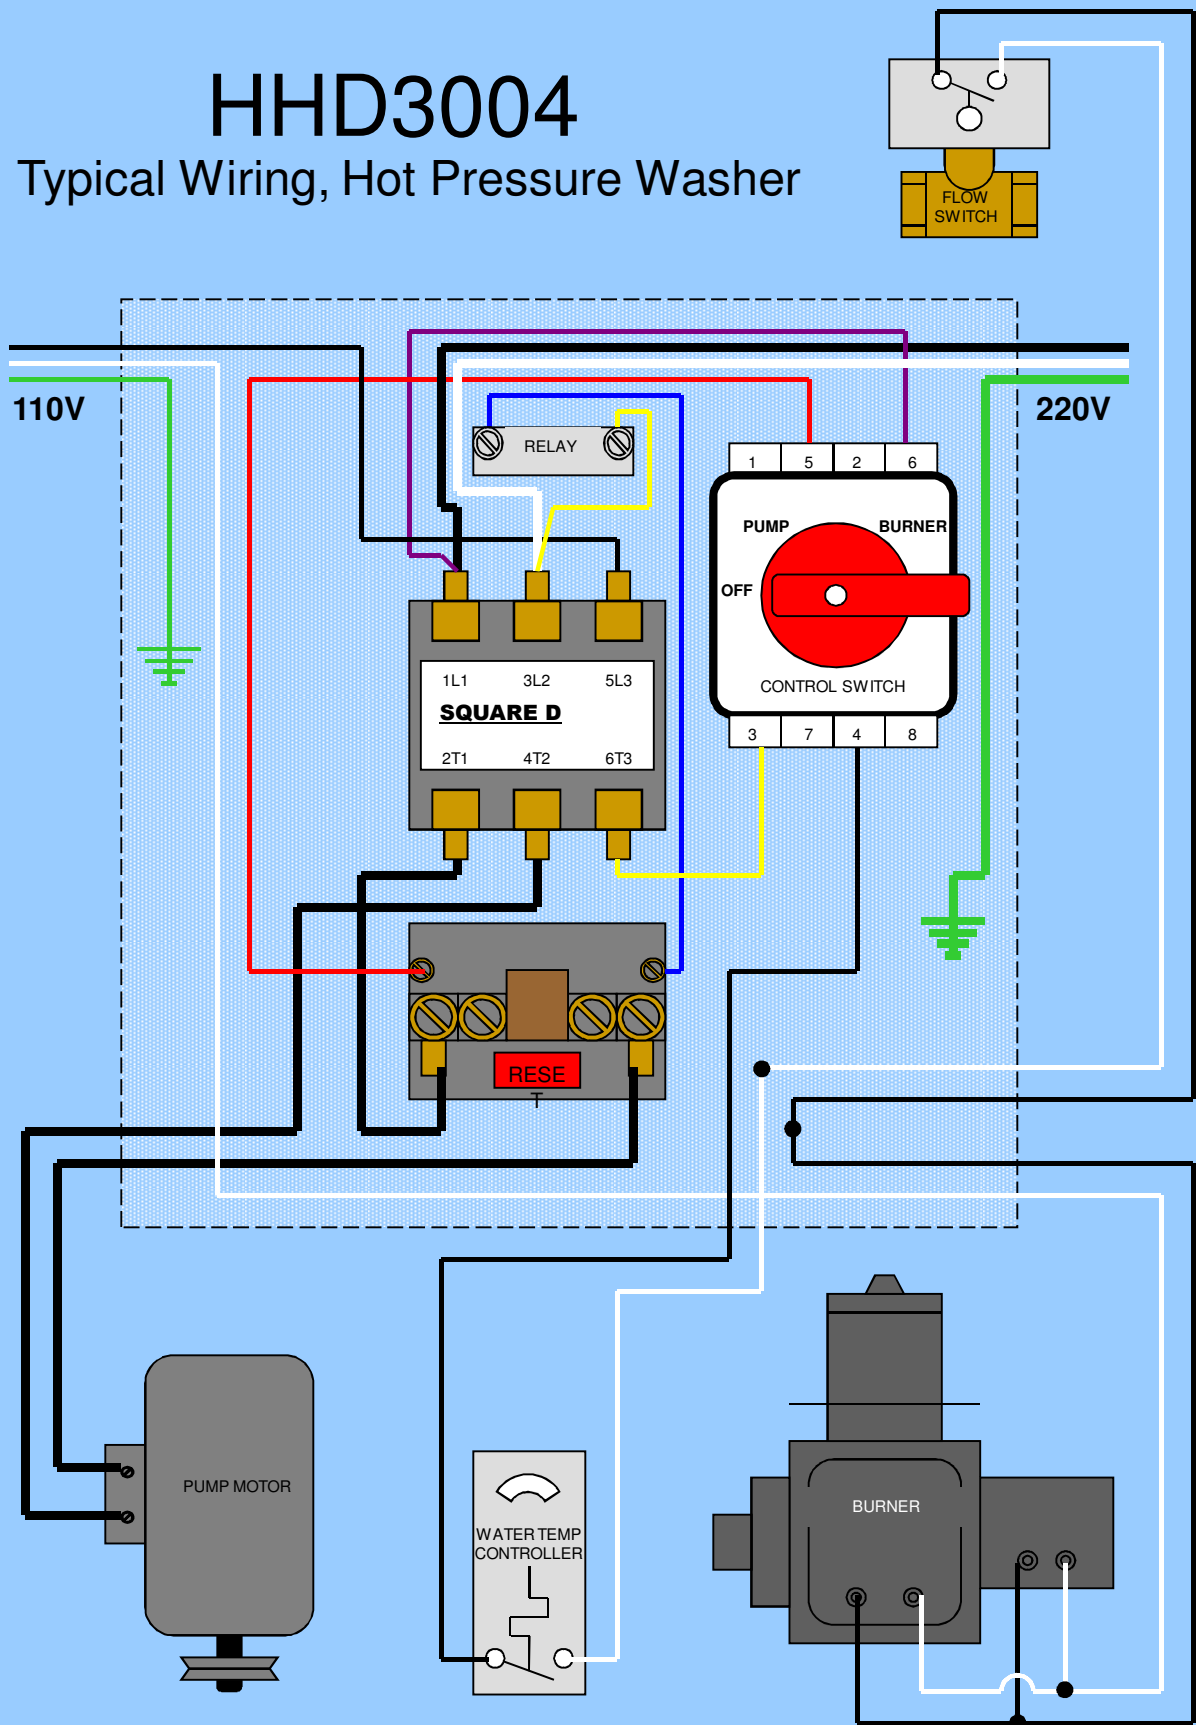 HHD3004
Typical Wiring, Hot Pressure Washer
FLOW
SWITCH
110V
220V
RELAY
1 5 2 6
PUMP BURNER
OFF
CONTROL SWITCH
3 7 4 8
1L1 3L2 5L3
SQUARE D
2T1 4T2 6T3
RESE
T
PUMP MOTOR
WATER TEMP
CONTROLLER
BURNER